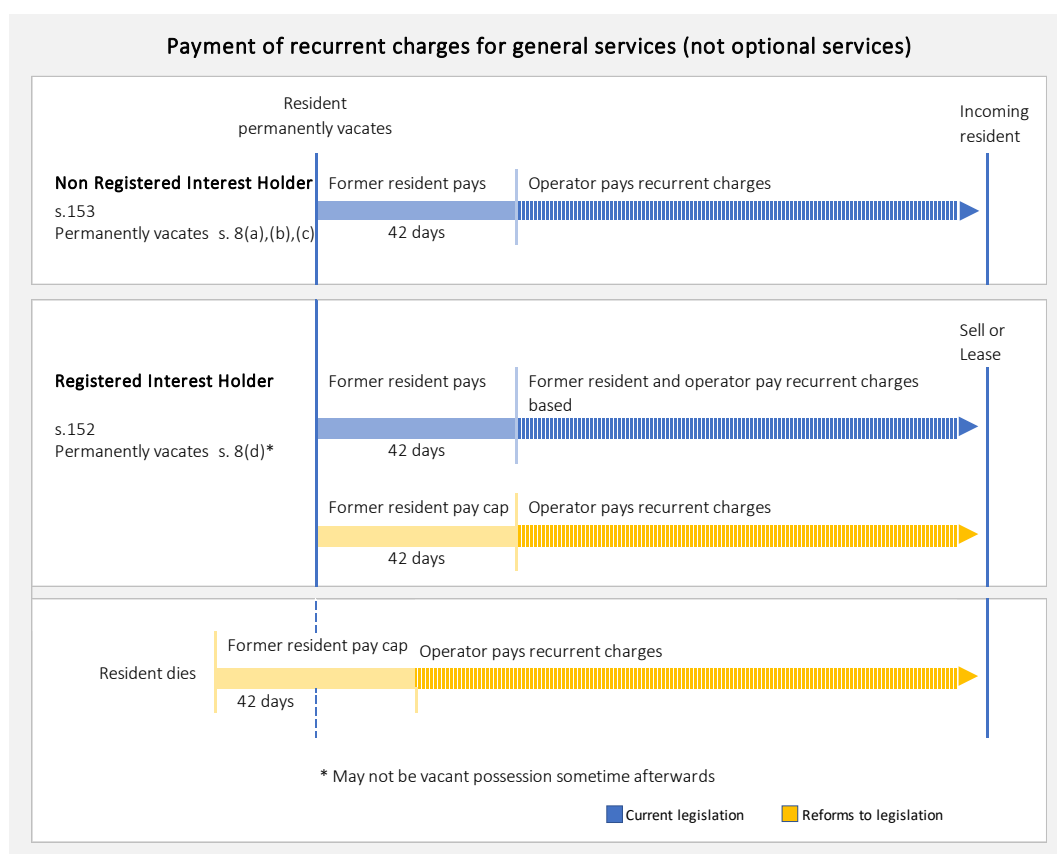 Payment of recurrent charges for general services (not optional services)
Resident
permanently vacates
Incoming
resident
Non Registered Interest Holder
Former resident pays
Operator pays recurrent charges
s.153
Permanently vacates s. 8(a),(b),(c)
42 days
Sell or
Lease
Registered Interest Holder
Former resident pays
Former resident and operator pay recurrent charges
based
s.152
Permanently vacates s. 8(d)*
42 days
Former resident pay cap
Operator pays recurrent charges
42 days
Former resident pay cap
Operator pays recurrent charges
Resident dies
42 days
* May not be vacant possession sometime afterwards
Current legislation
Reforms to legislation